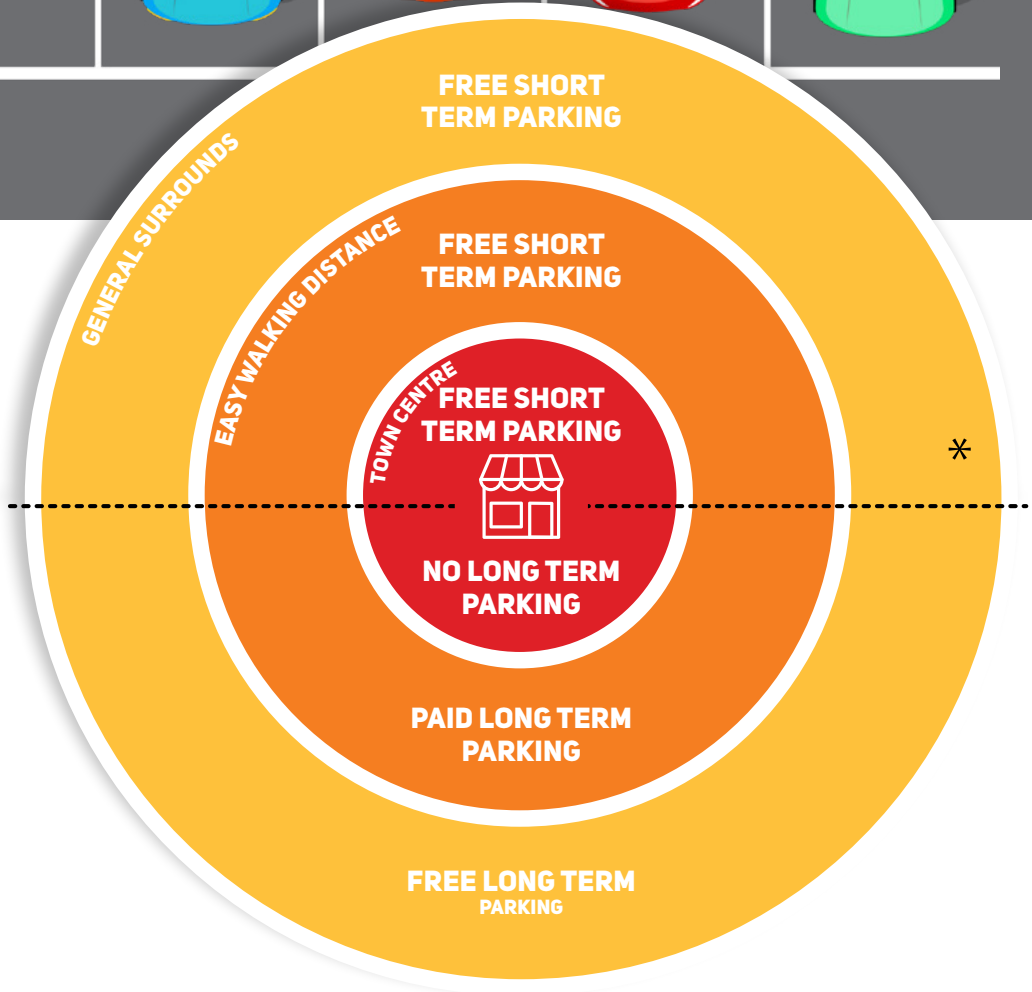 FREE SHORT
TERM PARKING
GENERAL SURROUNDS
EASY WALKING DISTANCE
FREE SHORT
TERM PARKING
TOWN CENTRE
FREE SHORT
TERM PARKING
*
NO LONG TERM
PARKING
PAID LONG TERM
PARKING
FREE LONG TERM
PARKING